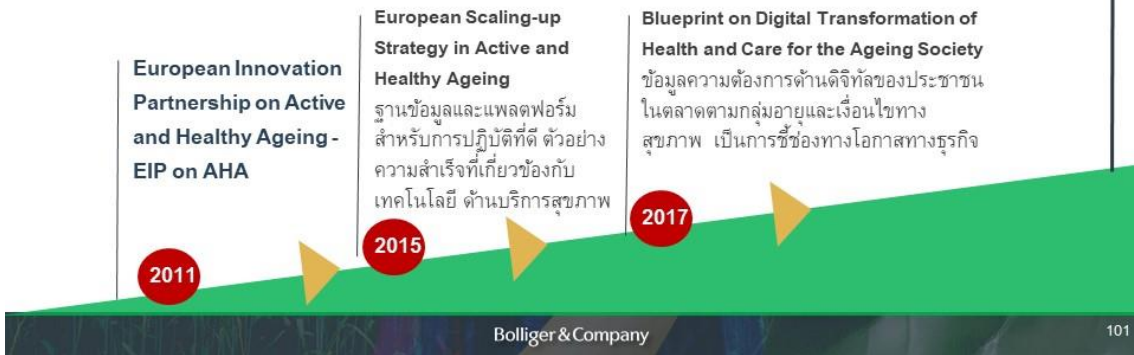 European Innovation
Partnership on Active
and Healthy Ageing -
EIP on AHA
2011
European Scaling-up
Strategy in Active and
Healthy Ageing
ฐานข้อมูลและแพลตฟอร์ม
สำหรับการปฏิบัติที่ดี ตัวอย่าง
ความสำเร็จที่เกี่ยวข้องกับ
เทคโนโลยี ด้านบริการสุขภาพ
2015
Blueprint on Digital Transformation of
Health and Care for the Ageing Society
ข้อมูลความต้องการด้านดิจิทัลของประชาชน
ในตลาดตามกลุ่มอายุและเงื่อนไขทาง
สุขภาพ เป็นการชี้ช่องทางโอกาสทางธุรกิจ
2017
Bolliger & Company
101